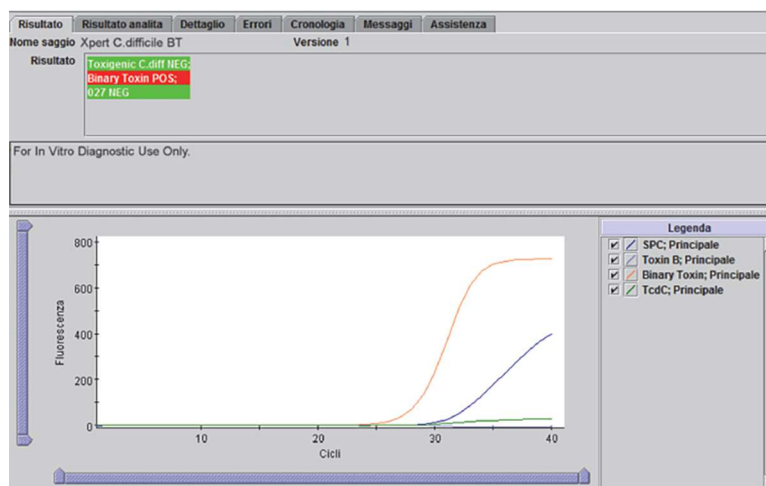 Risultato Risultato analita Dettaglio Errori Cronologia Messaggi Assistenza
Nome saggio Xpert C.difficile BT Versione 1
Risultato Toxigenic C.diff NEG;
Binary Toxin POS;
027 NEG
For In Vitro Diagnostic Use Only.
Legenda
SPC; Principale
Toxin B; Principale
Binary Toxin; Principale
TcdC; Principale
800
600
400
200
0
Fluorescenza
10 20 30 40
Cicli